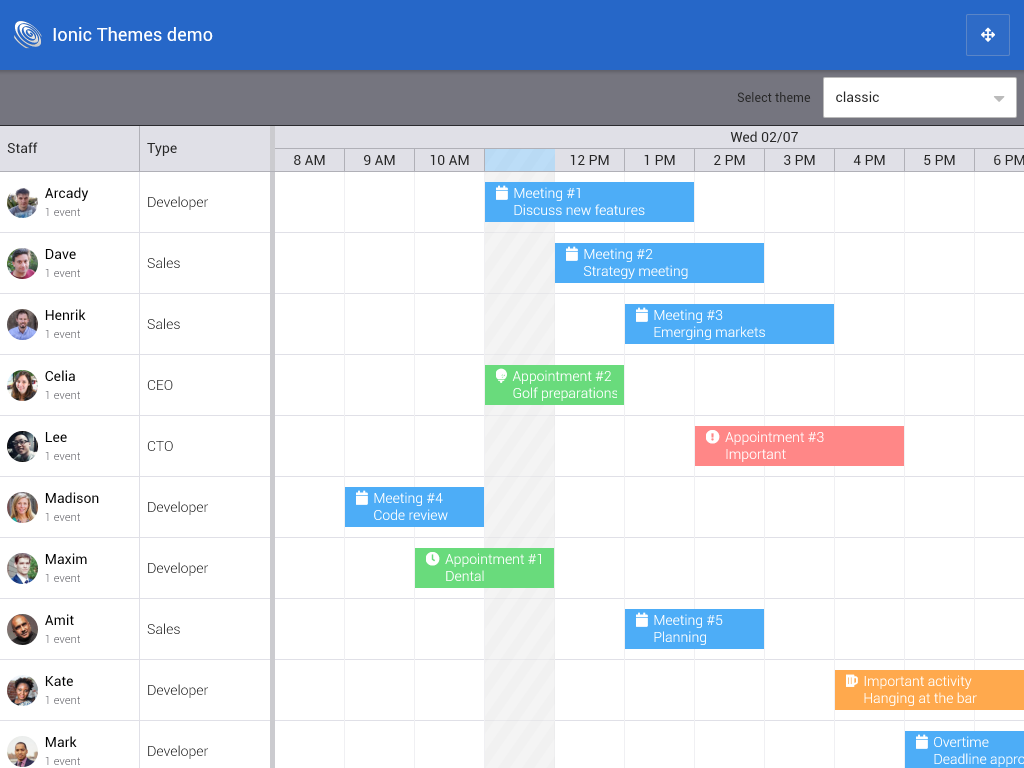 Ionic Themes demo
Select theme
classic
Staff
Type
Wed 02/07
8 AM
9 AM
10 AM
12 PM
1 PM
2 PM
3 PM
4 PM
5 PM
6 PM
Arcady
1 event
Developer
Meeting #1
Discuss new features
Dave
1 event
Sales
Meeting #2
Strategy meeting
Henrik
1 event
Sales
Meeting #3
Emerging markets
Celia
1 event
CEO
Appointment #2
Golf preparations
Lee
1 event
CTO
Appointment #3
Important
Madison
1 event
Developer
Meeting #4
Code review
Maxim
1 event
Developer
Appointment #1
Dental
Amit
1 event
Sales
Meeting #5
Planning
Kate
1 event
Developer
Important activity
Hanging at the bar
Mark
1 event
Developer
Overtime
Deadline appro